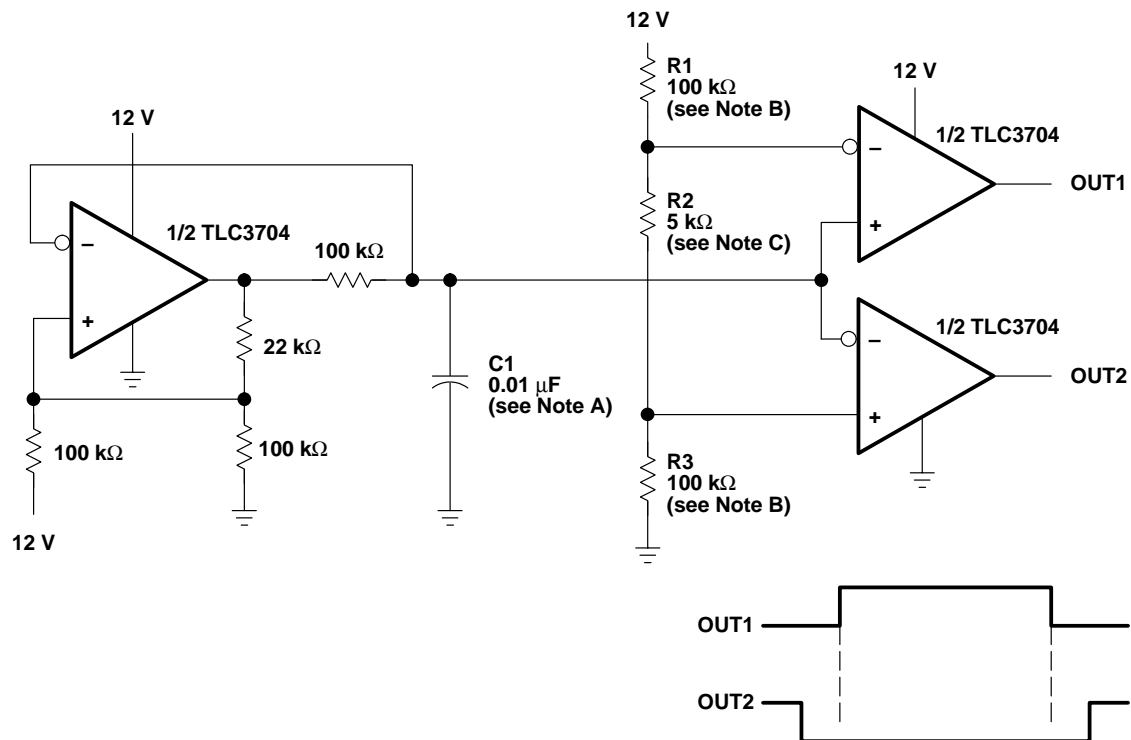 12 V
R1
100 kΩ
(see Note B)
12 V
1/2 TLC3704
−
+
OUT1
12 V
1/2 TLC3704
−
+
100 kΩ
R2
5 kΩ
(see Note C)
22 kΩ
C1
0.01 µF
(see Note A)
1/2 TLC3704
−
+
OUT2
100 kΩ
100 kΩ
12 V
R3
100 kΩ
(see Note B)
OUT1
OUT2